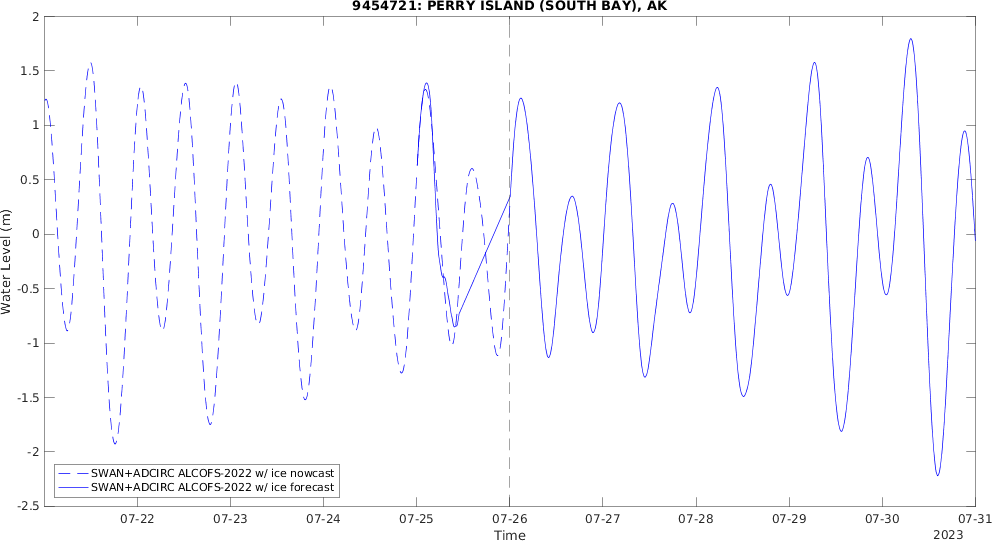 9454721: PERRY ISLAND (SOUTH BAY), AK
2
1.5
1
0.5
0
-0.5
-1
-1.5
-2
-2.5
Water Level (m)
SWAN+ADCIRC ALCOFS-2022 w/ ice nowcast
SWAN+ADCIRC ALCOFS-2022 w/ ice forecast
07-22 07-23 07-24 07-25 07-26 07-27 07-28 07-29 07-30 07-31
Time
2023